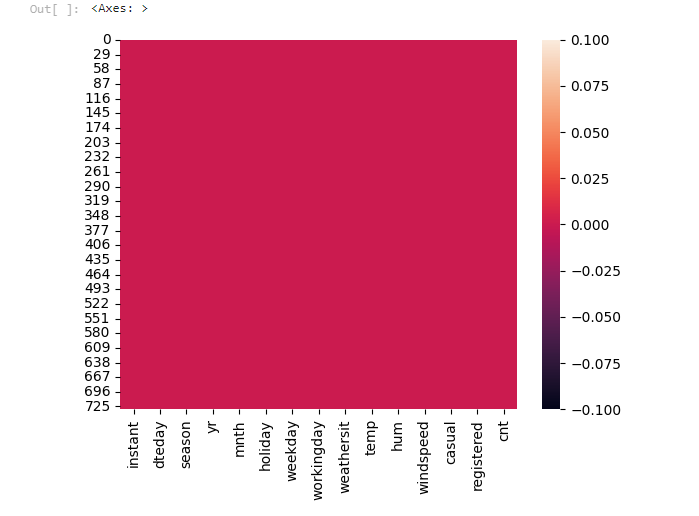 Out[ ]: <Axes: >
0
29
58
87
116
145
174
203
232
261
290
319
348
377
406
435
464
493
522
551
580
609
638
667
696
725
instant
dteday
season
yr
mnth
holiday
weekday
workingday
weathersit
temp
hum
windspeed
casual
registered
cnt
0.100
0.075
0.050
0.025
0.000
−0.025
−0.050
−0.075
−0.100